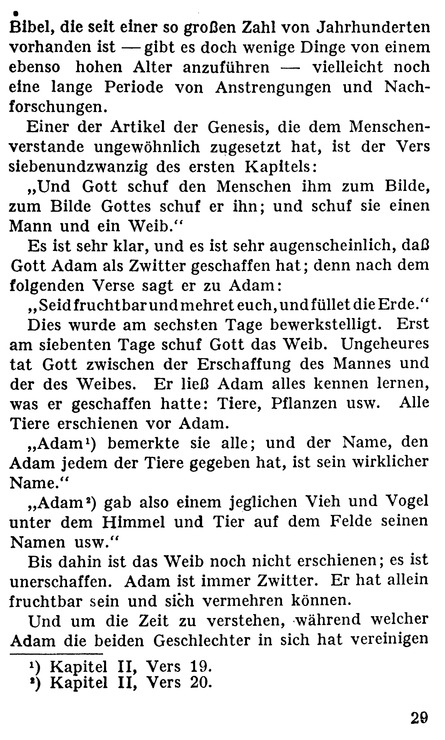 Bibel, die seit einer so großen Zahl von Jahrhunderten
vorhanden ist — gibt es doch wenige Dinge von einem
ebenso hohen Alter anzuführen — vielleicht noch
eine lange Periode von Anstrengungen und Nach-
forschungen.
Einer der Artikel der Genesis, die dem Menschen-
verstande ungewöhnlich zugesetzt hat, ist der Vers
siebenundzwanzig des ersten Kapitels:
„Und Gott schuf den Menschen ihm zum Bilde,
zum Bilde Gottes schuf er ihn; und schuf sie einen
Mann und ein Weib.“
Es ist sehr klar, und es ist sehr augenscheinlich, daß
Gott Adam als Zwitter geschaffen hat; denn nach dem
folgenden Verse sagt er zu Adam:
„Seid fruchtbar und mehret euch, und füllet die Erde.“
Dies wurde am sechsten Tage bewerkstelligt. Erst
am siebenten Tage schuf Gott das Weib. Ungeheures
tat Gott zwischen der Erschaffung des Mannes und
der des Weibes. Er ließ Adam alles kennen lernen,
was er geschaffen hatte: Tiere, Pflanzen usw. Alle
Tiere erschienen vor Adam.
„Adam¹) bemerkte sie alle; und der Name, den
Adam jedem der Tiere gegeben hat, ist sein wirklicher
Name.“
„Adam²) gab also einem jeglichen Vieh und Vogel
unter dem Himmel und Tier auf dem Felde seinen
Namen usw.“
Bis dahin ist das Weib noch nicht erschienen; es ist
unerschaffen. Adam ist immer Zwitter. Er hat allein
fruchtbar sein und sich vermehren können.
Und um die Zeit zu verstehen, während welcher
Adam die beiden Geschlechter in sich hat vereinigen
¹) Kapitel II, Vers 19.
²) Kapitel II, Vers 20.
29